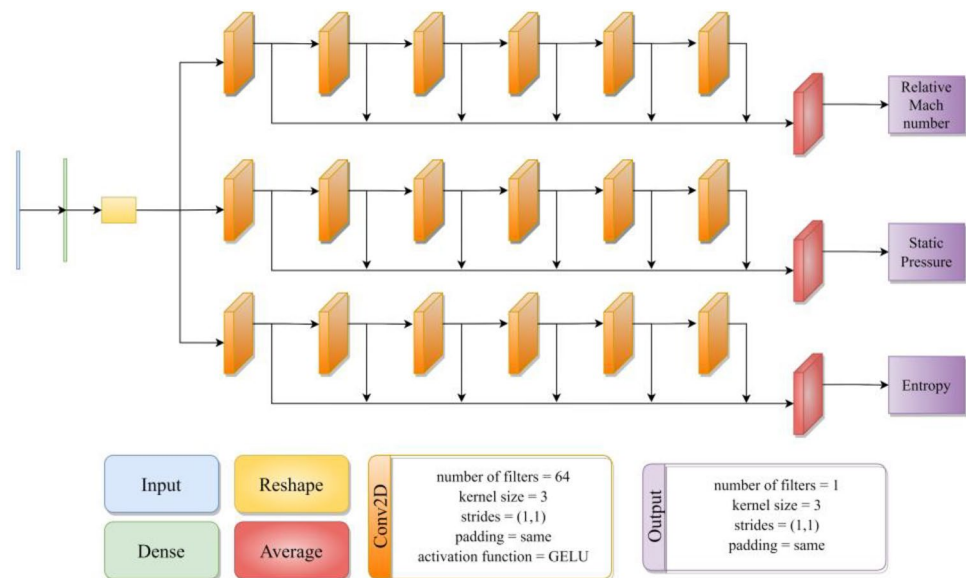 Relative
Mach
number
Static
Pressure
Entropy
Input
Reshape
Dense
Average
Conv2D
number of filters = 64
kernel size = 3
strides = (1,1)
padding = same
activation function = GELU
Output
number of filters = 1
kernel size = 3
strides = (1,1)
padding = same